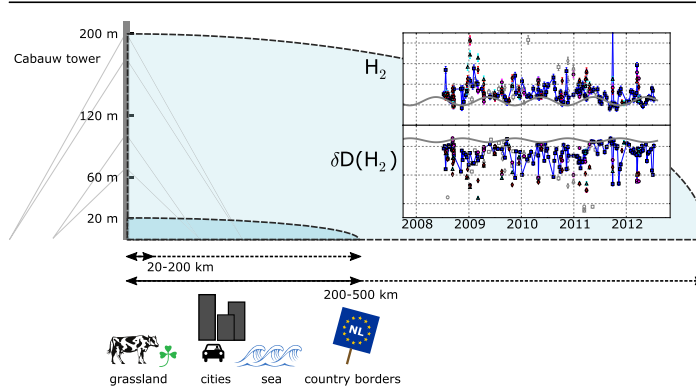 200 m
Cabauw tower
H2
120 m
δD(H2)
60 m
20 m
2008 2009 2010 2011 2012
20-200 km
200-500 km
NL
grassland cities sea country borders